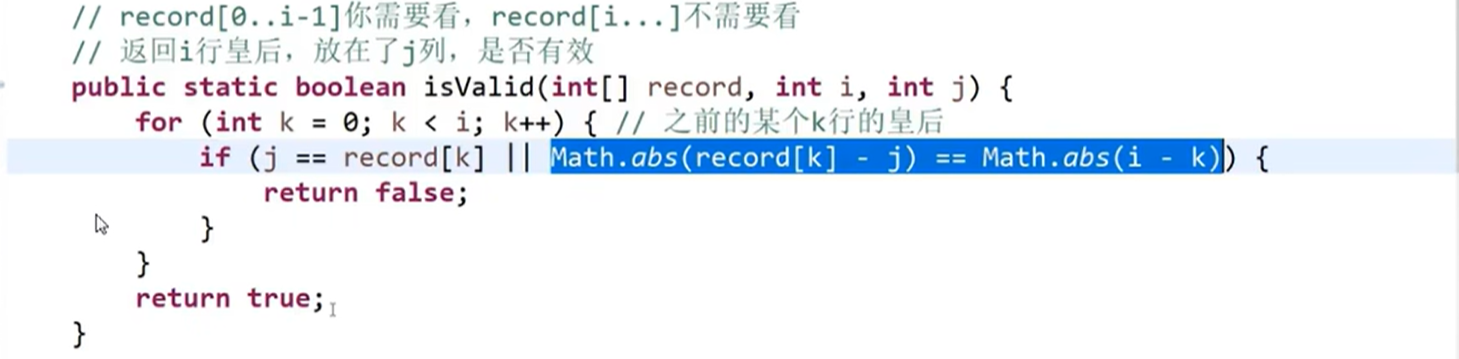 // record[0..i-1]你需要看，record[i...]不需要看
// 返回i行皇后，放在了j列，是否有效
public static boolean isValid(int[] record, int i, int j) {
for (int k = 0; k < i; k++) { // 之前的某个k行的皇后
if (j == record[k] || Math.abs(record[k] - j) == Math.abs(i - k)) {
return false;
}
}
return true;
}